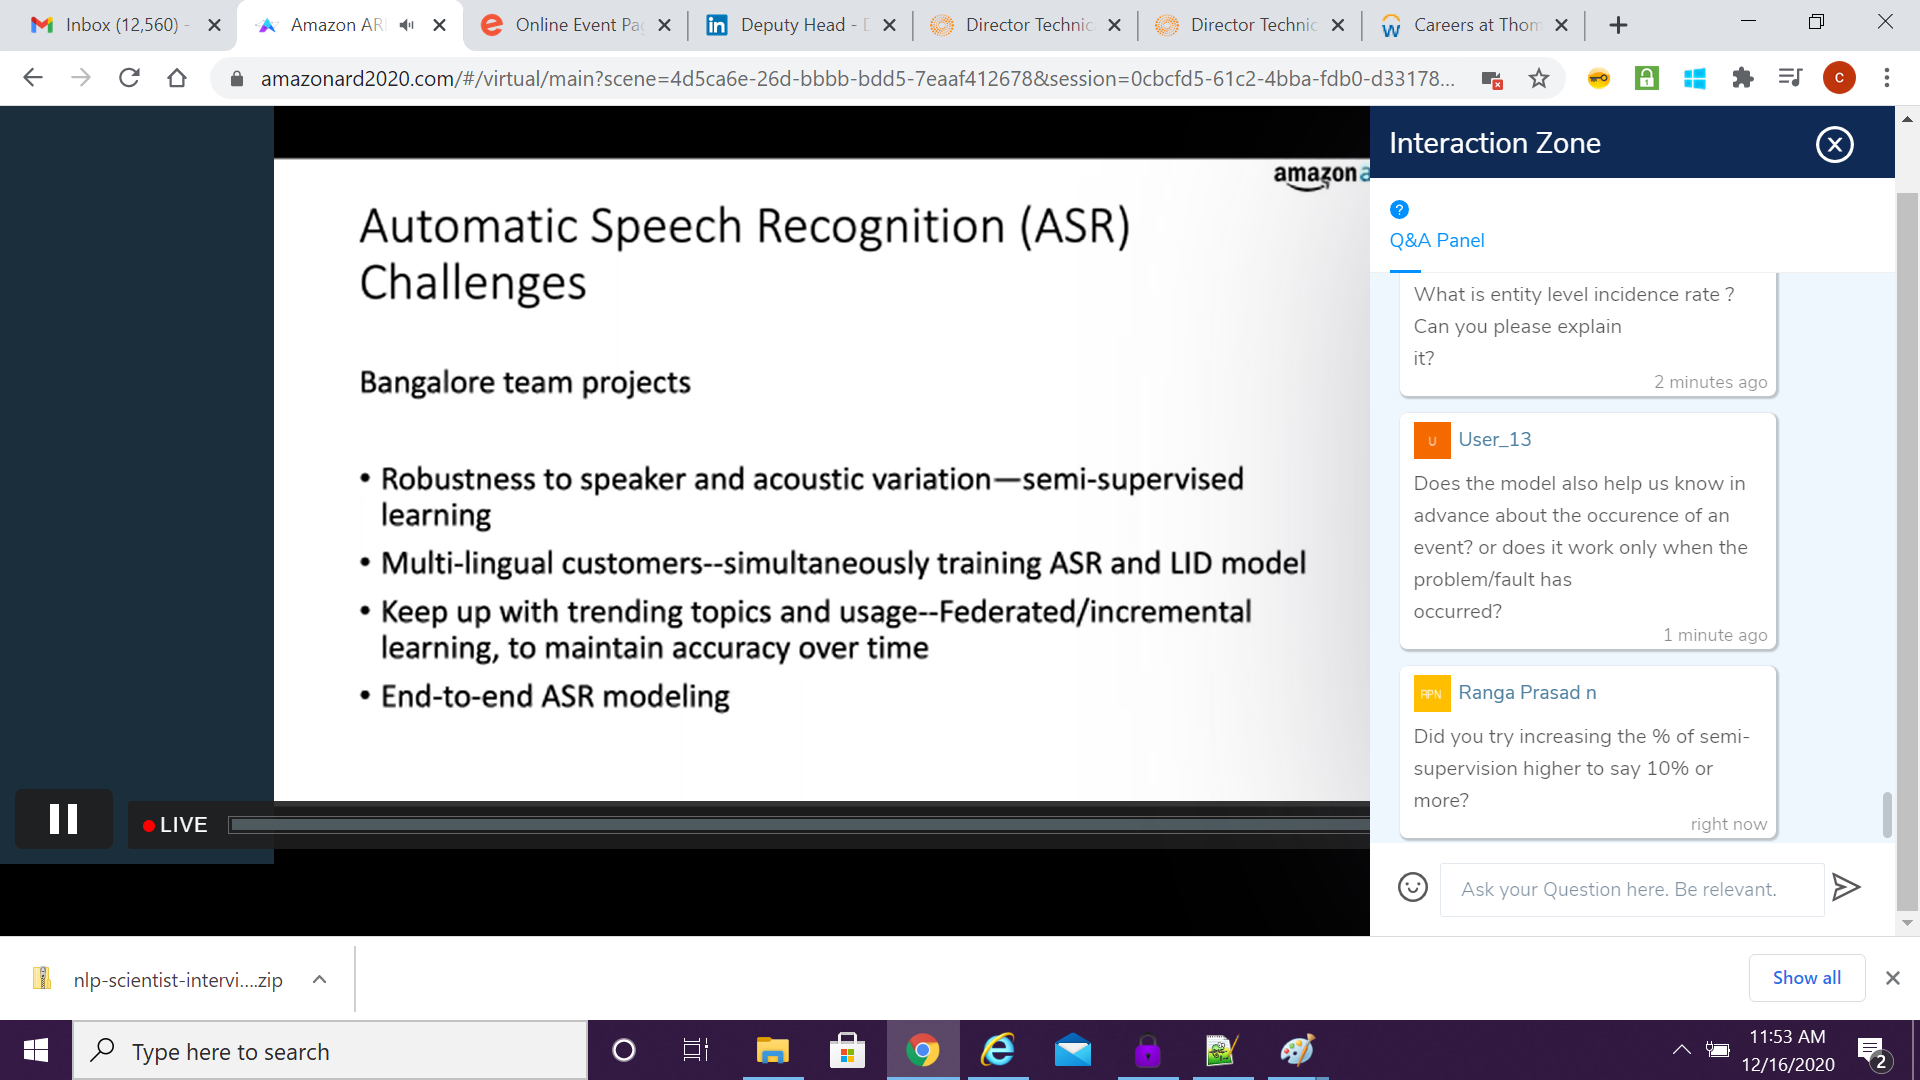 Inbox (12,560) -
Amazon AR
Online Event Pa
Deputy Head -
Director Technic
Director Technic
Careers at Thom
amazonard2020.com/#/virtual/main?scene=4d5ca6e-26d-bbbb-bdd5-7eaaf412678&session=0cbcfd5-61c2-4bba-fdb0-d33178...
C
amazon
Automatic Speech Recognition (ASR)
Challenges
Bangalore team projects
• Robustness to speaker and acoustic variation—semi-supervised
learning
• Multi-lingual customers--simultaneously training ASR and LID model
• Keep up with trending topics and usage--Federated/incremental
learning, to maintain accuracy over time
• End-to-end ASR modeling
LIVE
Interaction Zone
?
Q&A Panel
What is entity level incidence rate ?
Can you please explain
it?
2 minutes ago
U
User_13
Does the model also help us know in
advance about the occurence of an
event? or does it work only when the
problem/fault has
occurred?
1 minute ago
RPN
Ranga Prasad n
Did you try increasing the % of semi-
supervision higher to say 10% or
more?
right now
Ask your Question here. Be relevant.
nlp-scientist-intervi....zip
Show all
Type here to search
11:53 AM
12/16/2020
2